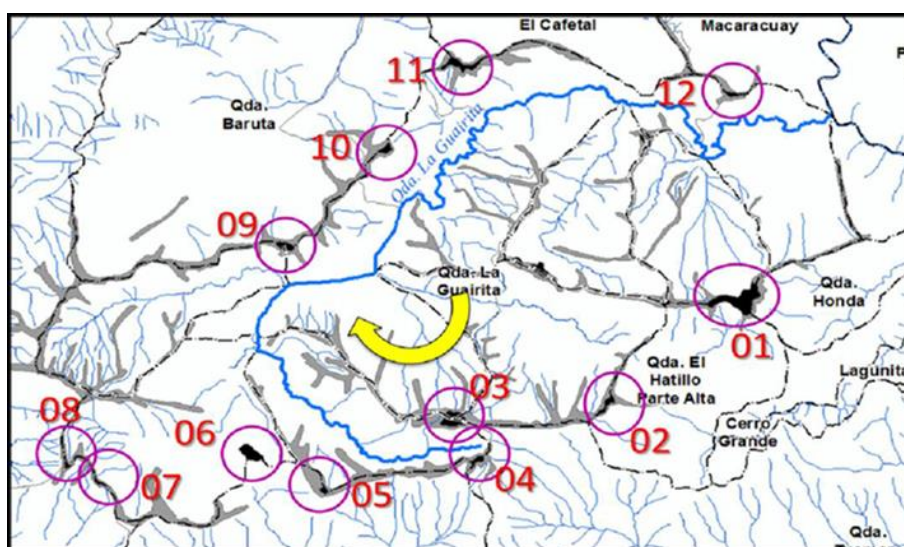 El Cafetal
Macaracuay
11
12
Qda.
Baruta
10
Qda. La Guairita
09
Qda. La
Guairita
Qda.
Honda
01
Qda. El
Hatillo
Parte Alta
Lagunita
03
02
Cerro
Grande
08
06
04
05
07
Qda.